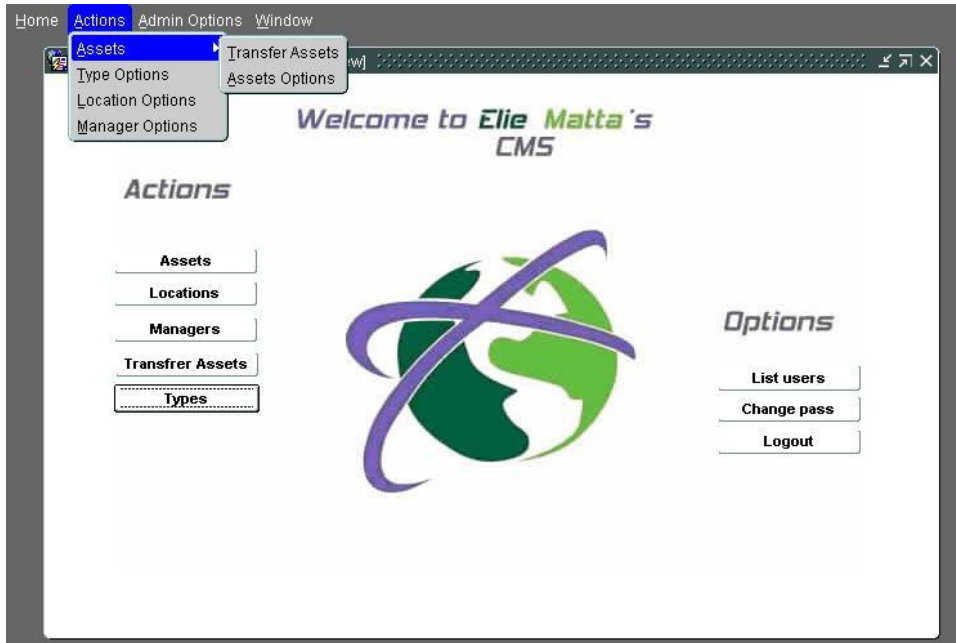 Home Actions Admin Options Window
Assets
Type Options
Location Options
Manager Options
Transfer Assets
Assets Options
Welcome to Elie Matta's
CMS
Actions
Assets
Locations
Managers
Transfrer Assets
Types
Options
List users
Change pass
Logout